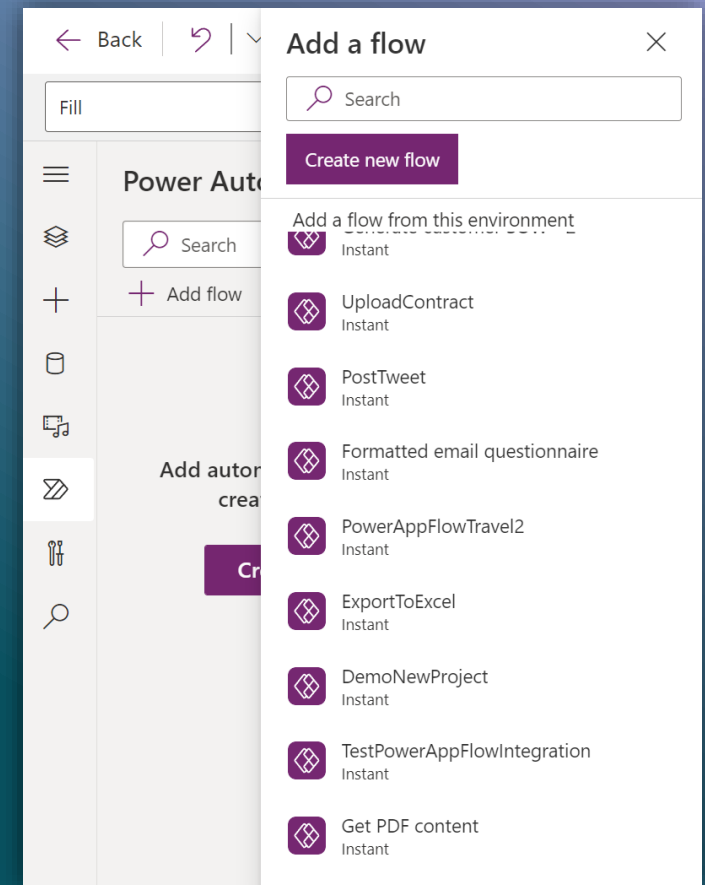 Back
Fill
Power Auto
Search
Add flow
Add autor
crea
Cr
Add a flow
Search
Create new flow
Add a flow from this environment
Instant
UploadContract
Instant
PostTweet
Instant
Formatted email questionnaire
Instant
PowerAppFlowTravel2
Instant
ExportToExcel
Instant
DemoNewProject
Instant
TestPowerAppFlowIntegration
Instant
Get PDF content
Instant